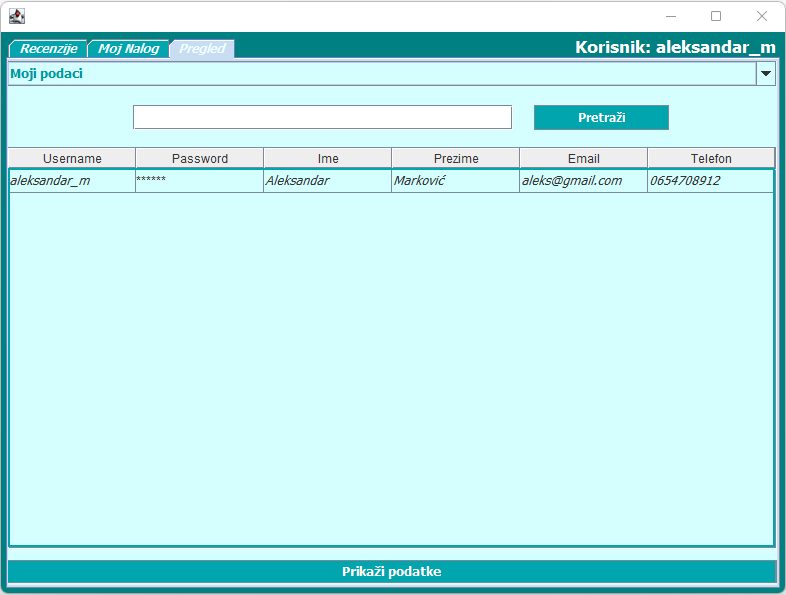 Recenzije Moj Nalog Pregled Korisnik: aleksandar_m
Moji podaci
Pretraži
Username Password Ime Prezime Email Telefon
aleksandar_m ****** Aleksandar Marković aleks@gmail.com 0654708912
Prikaži podatke